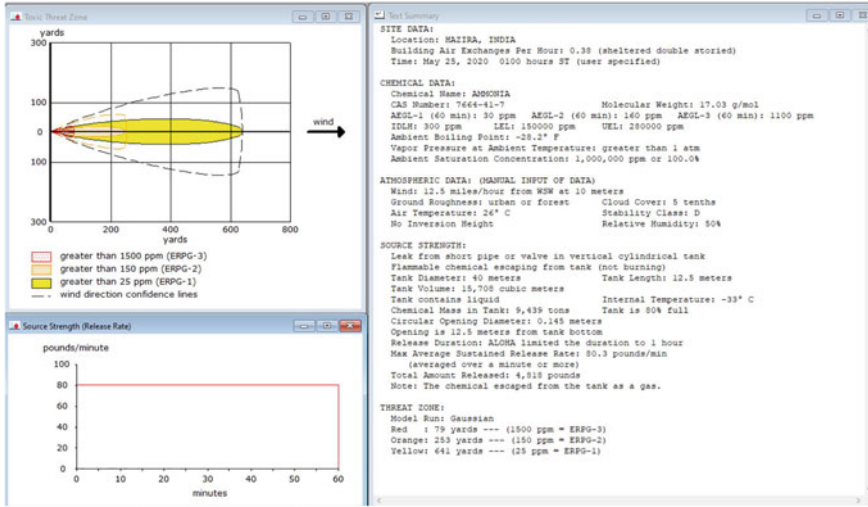 Toxic Threat Zone
yards
300
100
0
100
300
0 200 400 600 800
yards
wind
greater than 1500 ppm (ERPG-3)
greater than 150 ppm (ERPG-2)
greater than 25 ppm (ERPG-1)
wind direction confidence lines
Source Strength (Release Rate)
pounds/minute
100
80
60
40
20
0
0 10 20 30 40 50 60
minutes
Text Summary
SITE DATA:
Location: HAZIRA, INDIA
Building Air Exchanges Per Hour: 0.38 (sheltered double storied)
Time: May 25, 2020 0100 hours ST (user specified)
CHEMICAL DATA:
Chemical Name: AMMONIA
CAS Number: 7664-41-7 Molecular Weight: 17.03 g/mol
AEGL-1 (60 min): 30 ppm AEGL-2 (60 min): 160 ppm AEGL-3 (60 min): 1100 ppm
IDLH: 300 ppm LEL: 150000 ppm UEL: 280000 ppm
Ambient Boiling Point: -28.2° F
Vapor Pressure at Ambient Temperature: greater than 1 atm
Ambient Saturation Concentration: 1,000,000 ppm or 100.0%
ATMOSPHERIC DATA: (MANUAL INPUT OF DATA)
Wind: 12.5 miles/hour from WSW at 10 meters
Ground Roughness: urban or forest Cloud Cover: 5 tenths
Air Temperature: 26° C Stability Class: D
No Inversion Height Relative Humidity: 50%
SOURCE STRENGTH:
Leak from short pipe or valve in vertical cylindrical tank
Flammable chemical escaping from tank (not burning)
Tank Diameter: 40 meters Tank Length: 12.5 meters
Tank Volume: 15,708 cubic meters
Tank contains liquid Internal Temperature: -33° C
Chemical Mass in Tank: 9,439 tons Tank is 80% full
Circular Opening Diameter: 0.145 meters
Opening is 12.5 meters from tank bottom
Release Duration: ALOHA limited the duration to 1 hour
Max Average Sustained Release Rate: 80.3 pounds/min
(averaged over a minute or more)
Total Amount Released: 4,818 pounds
Note: The chemical escaped from the tank as a gas.
THREAT ZONE:
Model Run: Gaussian
Red : 79 yards --- (1500 ppm = ERPG-3)
Orange: 253 yards --- (150 ppm = ERPG-2)
Yellow: 641 yards --- (25 ppm = ERPG-1)